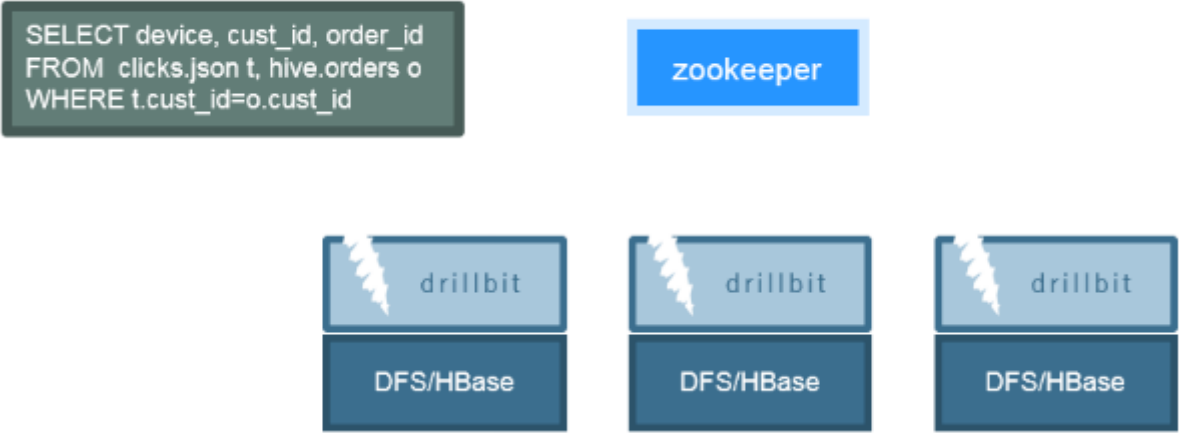 SELECT device, cust_id, order_id
FROM  clicks.json t, hive.orders o
WHERE t.cust_id=o.cust_id
zookeeper
drillbit
drillbit
drillbit
DFS/HBase
DFS/HBase
DFS/HBase